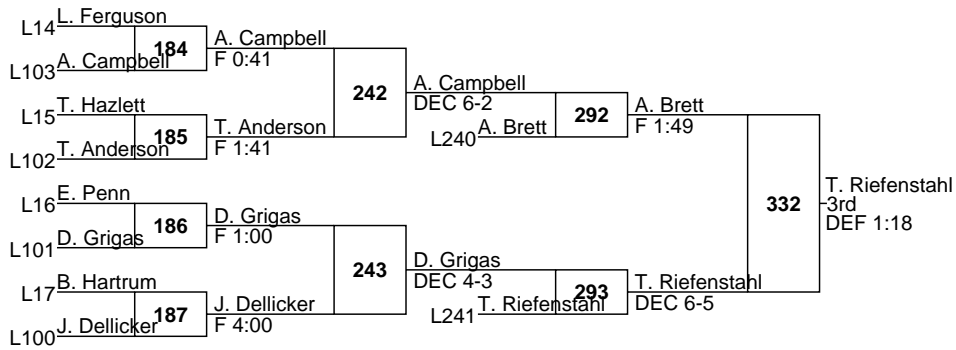 L14 L. Ferguson
184
A. Campbell
F 0:41
L103 A. Campbell
242
A. Campbell
DEC 6-2
L15 T. Hazlett
185
T. Anderson
F 1:41
L102 T. Anderson
292
A. Brett
F 1:49
L240 A. Brett
L16 E. Penn
186
D. Grigas
F 1:00
L101 D. Grigas
332
T. Riefenstahl
3rd
DEF 1:18
243
D. Grigas
DEC 4-3
L17 B. Hartrum
187
J. Dellicker
F 4:00
L100 J. Dellicker
293
T. Riefenstahl
DEC 6-5
L241 T. Riefenstahl